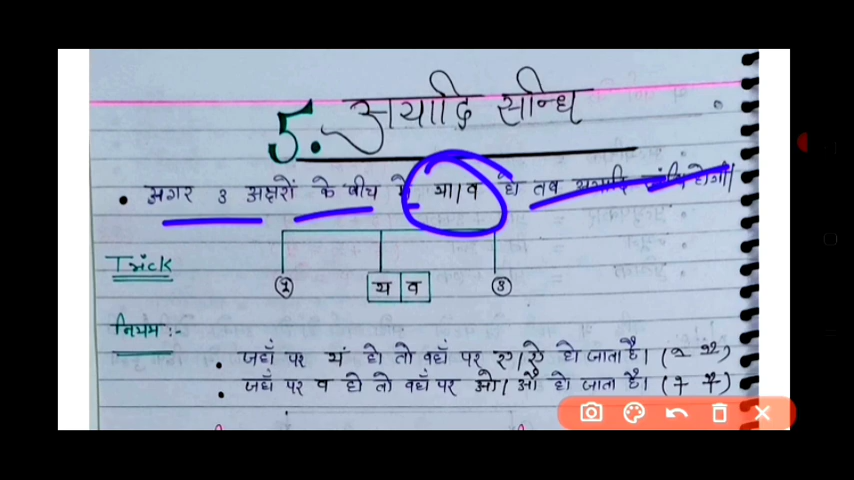 5. अयादि सन्धि
• अगर 3 अक्षरों के बीच में या/व हो तब अयादि संधि होगी।
Trick
1 य व 3
नियम :-
• जहाँ पर य हो तो वहाँ पर ए/ऐ हो जाता है। (े ै)
• जहाँ पर व हो तो वहाँ पर ओ/औ हो जाता है। (ो ौ)